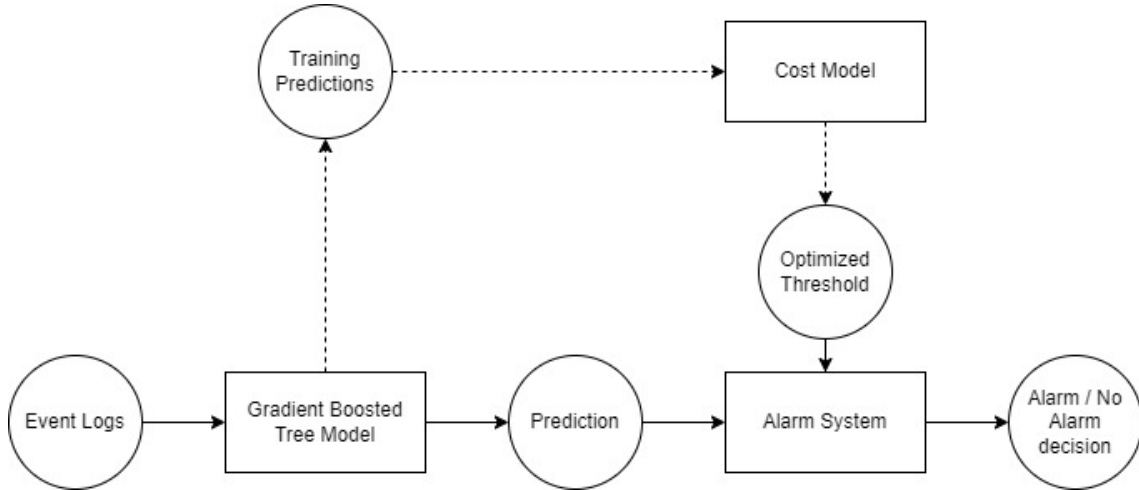 Training
Predictions
Cost Model
Optimized
Threshold
Event Logs
Gradient Boosted
Tree Model
Prediction
Alarm System
Alarm / No
Alarm
decision